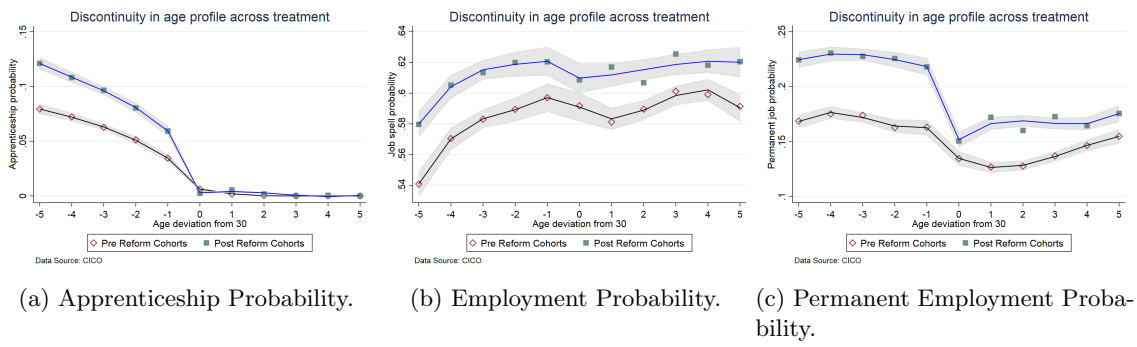 Discontinuity in age profile across treatment
Apprenticeship probability
.15
.1
.05
0
-5 -4 -3 -2 -1 0 1 2 3 4 5
Age deviation from 30
Pre Reform Cohorts Post Reform Cohorts
Data Source: CICO
(a) Apprenticeship Probability.
Discontinuity in age profile across treatment
Job spell probability
.64
.62
.6
.58
.56
.54
-5 -4 -3 -2 -1 0 1 2 3 4 5
Age deviation from 30
Pre Reform Cohorts Post Reform Cohorts
Data Source: CICO
(b) Employment Probability.
Discontinuity in age profile across treatment
Permanent job probability
.25
.2
.15
.1
-5 -4 -3 -2 -1 0 1 2 3 4 5
Age deviation from 30
Pre Reform Cohorts Post Reform Cohorts
Data Source: CICO
(c) Permanent Employment Proba-
bility.